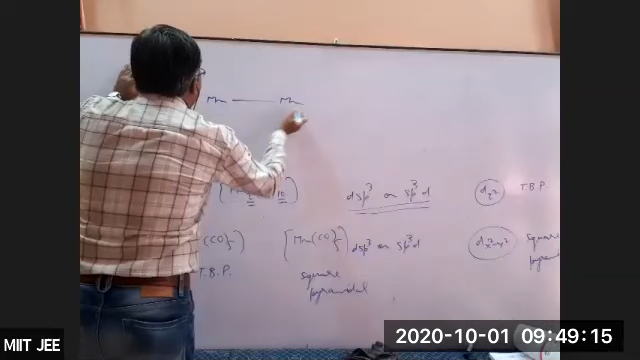 Mn — Mn
dsp³ or sp³d
d z² T.B.P.
(CO)5 [Mn(CO)5] dsp³ or sp³d dx²-y² square pyramidal
T.B.P. square pyramidal
MIIT JEE
2020-10-01 09:49:15